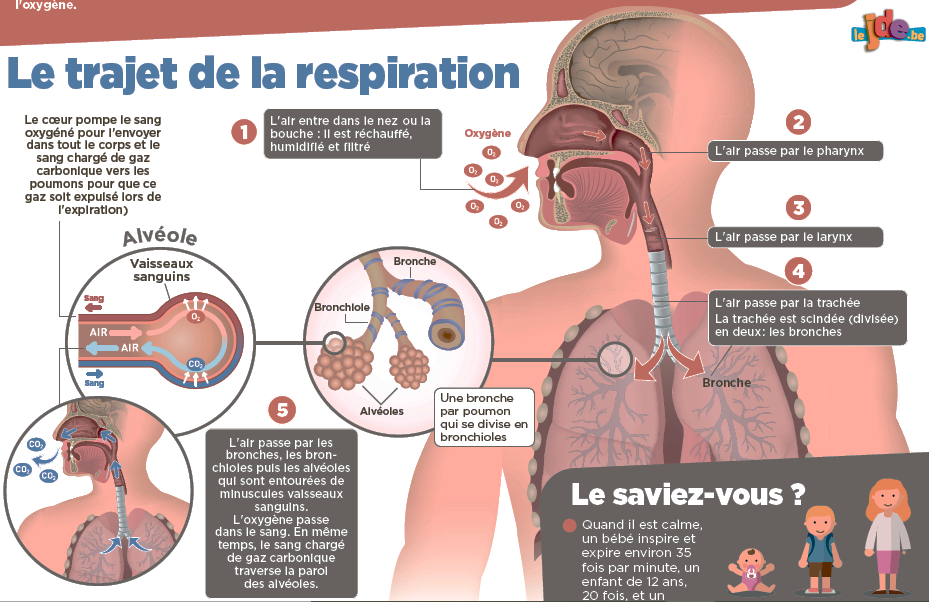 l'oxygène.
le jde.be
Le trajet de la respiration
Le cœur pompe le sang
oxygéné pour l'envoyer
dans tout le corps et le
sang chargé de gaz
carbonique vers les
poumons pour que ce
gaz soit expulsé lors de
l'expiration)
1
L'air entre dans le nez ou la
bouche : il est réchauffé,
humidifié et filtré
Oxygène
O₂
O₂
O₂
O₂
O₂
O₂
2
L'air passe par le pharynx
3
L'air passe par le larynx
4
L'air passe par la trachée
La trachée est scindée (divisée)
en deux: les bronches
Bronche
Alvéole
Vaisseaux
sanguins
Sang
O₂
AIR
AIR
CO₂
Sang
Bronche
Bronchiole
Alvéoles
Une bronche
par poumon
qui se divise en
bronchioles
CO₂
CO₂
CO₂
5
L'air passe par les
bronches, les bron-
chioles puis les alvéoles
qui sont entourées de
minuscules vaisseaux
sanguins.
L'oxygène passe
dans le sang. En même
temps, le sang chargé
de gaz carbonique
traverse la paroi
des alvéoles.
Le saviez-vous ?
Quand il est calme,
un bébé inspire et
expire environ 35
fois par minute, un
enfant de 12 ans,
20 fois, et un
8